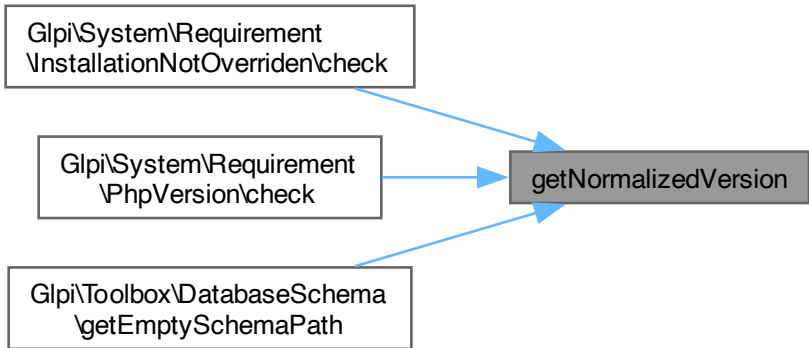 Glpi\System\Requirement
\InstallationNotOverriden\check
Glpi\System\Requirement
\PhpVersion\check
getNormalizedVersion
Glpi\Toolbox\DatabaseSchema
\getEmptySchemaPath